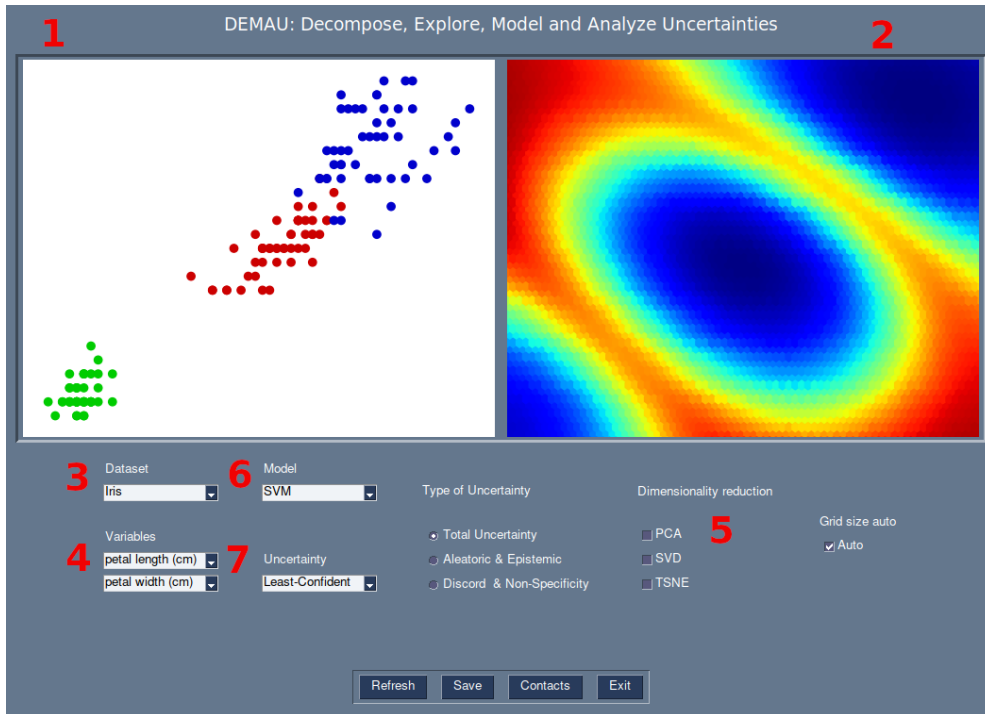 DEMAU: Decompose, Explore, Model and Analyze Uncertainties
1
2
3
Dataset
Iris
6
Model
SVM
Type of Uncertainty
Dimensionality reduction
4
Variables
petal length (cm)
petal width (cm)
7
Uncertainty
Least-Confident
Total Uncertainty
Aleatoric & Epistemic
Discord & Non-Specificity
PCA
SVD
TSNE
5
Grid size auto
Auto
Refresh
Save
Contacts
Exit